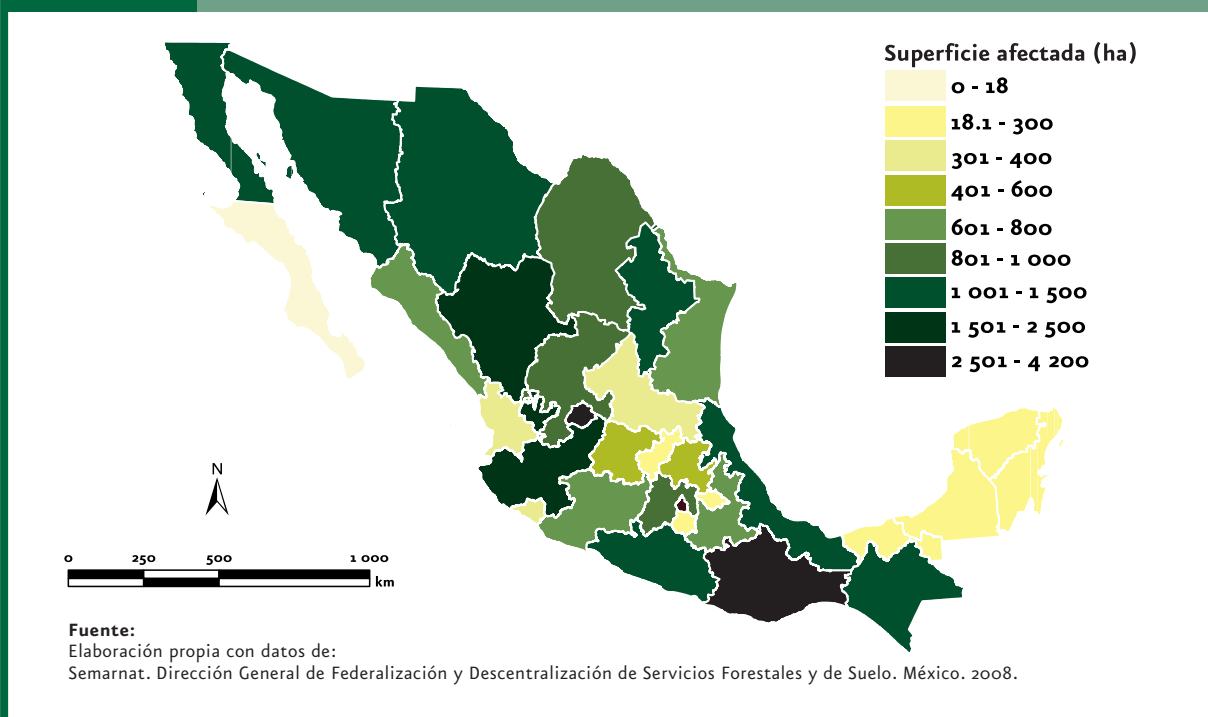 Superficie afectada (ha)
0 - 18
18.1 - 300
301 - 400
401 - 600
601 - 800
801 - 1 000
1 001 - 1 500
1 501 - 2 500
2 501 - 4 200
N
0 250 500 1 000
km
Fuente:
Elaboración propia con datos de:
Semarnat. Dirección General de Federalización y Descentralización de Servicios Forestales y de Suelo. México. 2008.